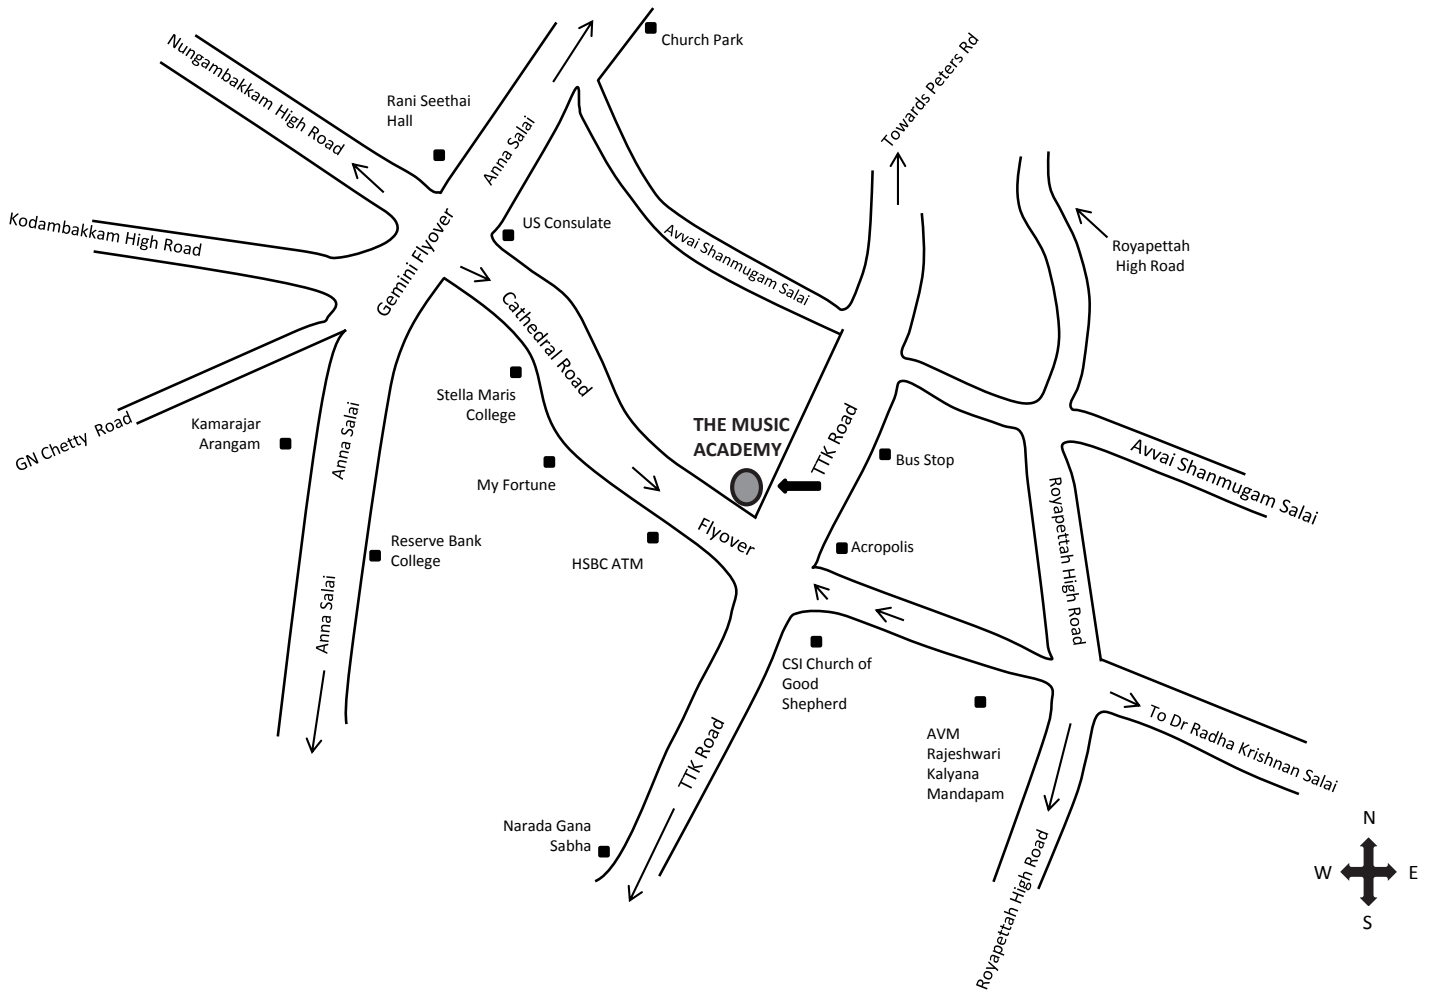 Church Park
Nungambakkam High Road
Towards Peters Rd
Rani Seethai
Hall
Anna Salai
US Consulate
Kodambakkam High Road
Gemini Flyover
Avvai Shanmugam Salai
Royapettah
High Road
Cathedral Road
Stella Maris
College
GN Chetty Road
Kamarajar
Arangam
Anna Salai
THE MUSIC
ACADEMY
TTK Road
Bus Stop
Avvai Shanmugam Salai
My Fortune
Flyover
Royapettah High Road
Reserve Bank
College
HSBC ATM
Acropolis
Anna Salai
CSI Church of
Good
Shepherd
AVM
Rajeshwari
Kalyana
Mandapam
To Dr Radha Krishnan Salai
TTK Road
Narada Gana
Sabha
Royapettah High Road
N
W
E
S